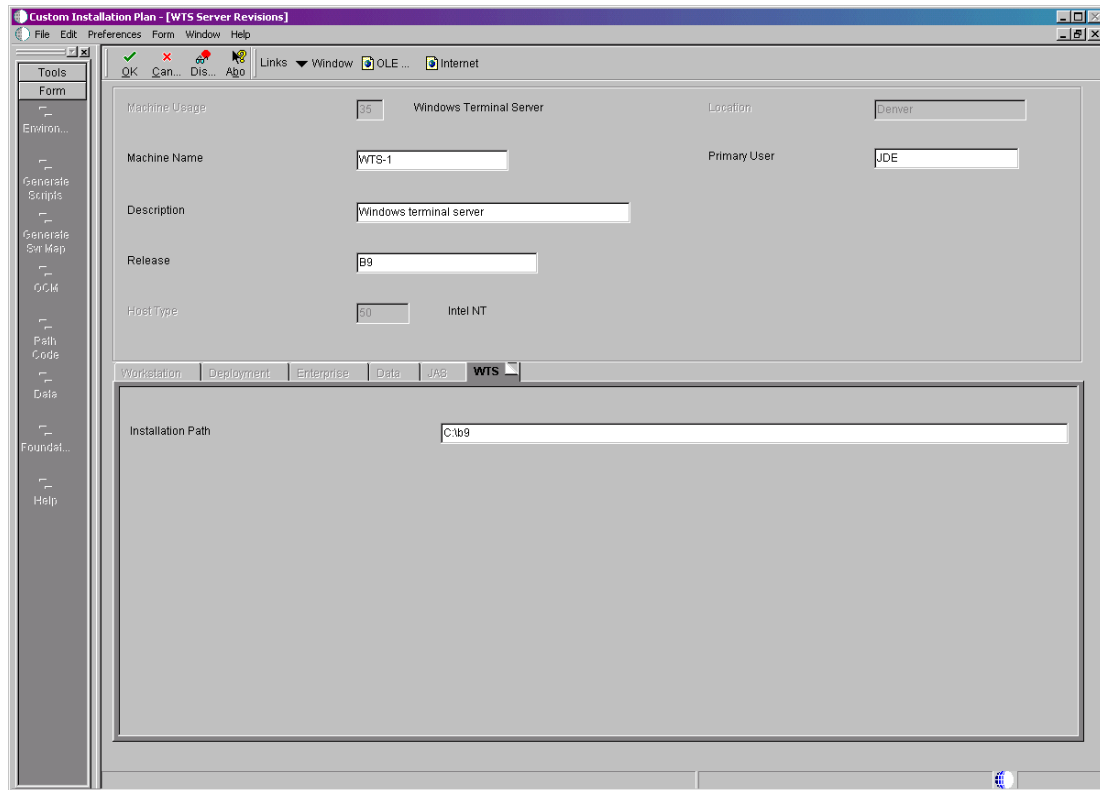 Custom Installation Plan - [WTS Server Revisions]
File Edit Preferences Form Window Help
OK Can... Dis... Abo Links Window OLE ... Internet
Tools
Form
Environ...
Generate
Scripts
Generate
Svr Map
OCM
Path
Code
Data
Foundat...
Help
Machine Usage 35 Windows Terminal Server Location Denver
Machine Name WTS-1 Primary User JDE
Description Windows terminal server
Release B9
Host Type 50 Intel NT
Workstation Deployment Enterprise Data JAS WTS
Installation Path C:\b9